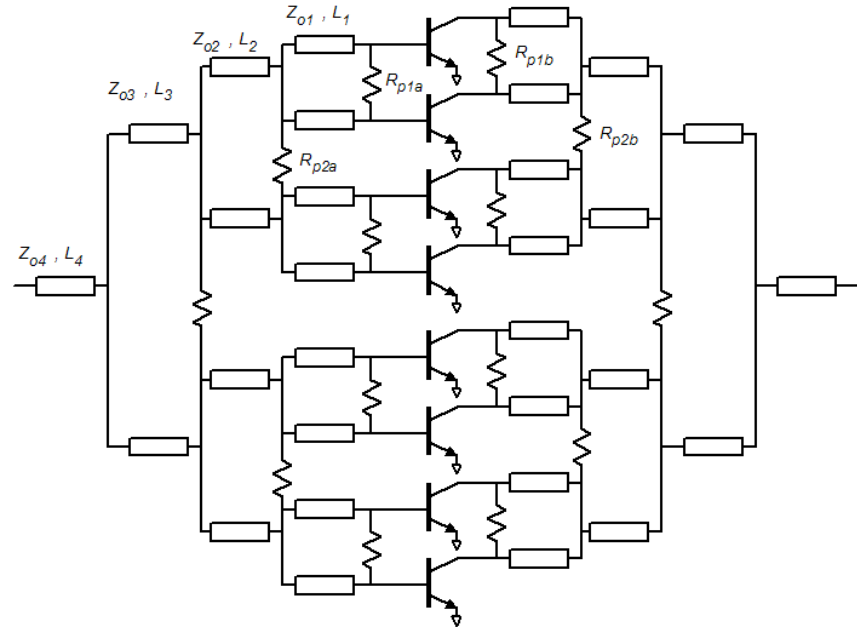 Zo1 , L1
Zo2 , L2
Rp1a
Rp1b
Zo3 , L3
Rp2a
Rp2b
Zo4 , L4